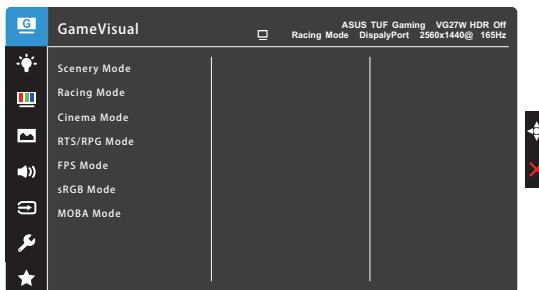 G
GameVisual
ASUS TUF Gaming VG27W HDR Off
Racing Mode DispalyPort 2560x1440@ 165Hz
Scenery Mode
Racing Mode
Cinema Mode
RTS/RPG Mode
FPS Mode
sRGB Mode
MOBA Mode